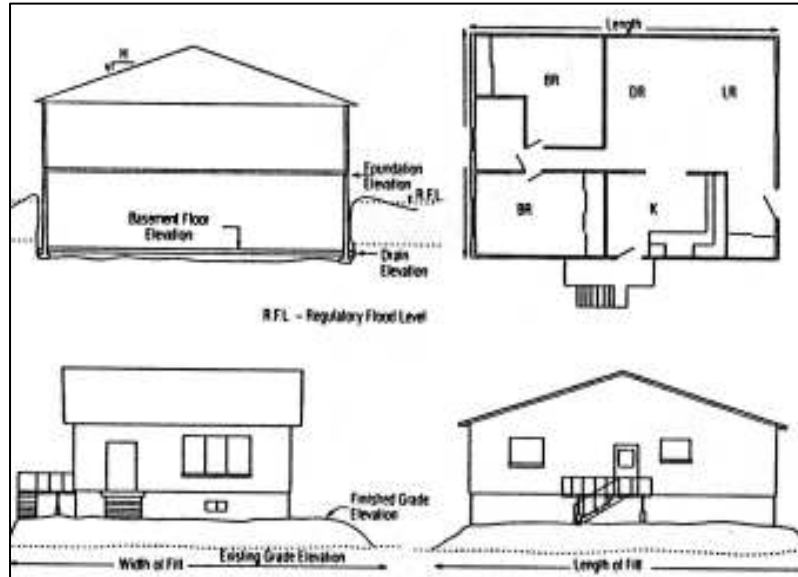 H
Foundation
Elevation
R.F.L
Basement Floor
Elevation
Drain
Elevation
R.F.L - Regulatory Flood Level
Length
BR
DR
LR
BR
K
Finished Grade
Elevation
Existing Grade Elevation
Width of Fill
Length of Fill